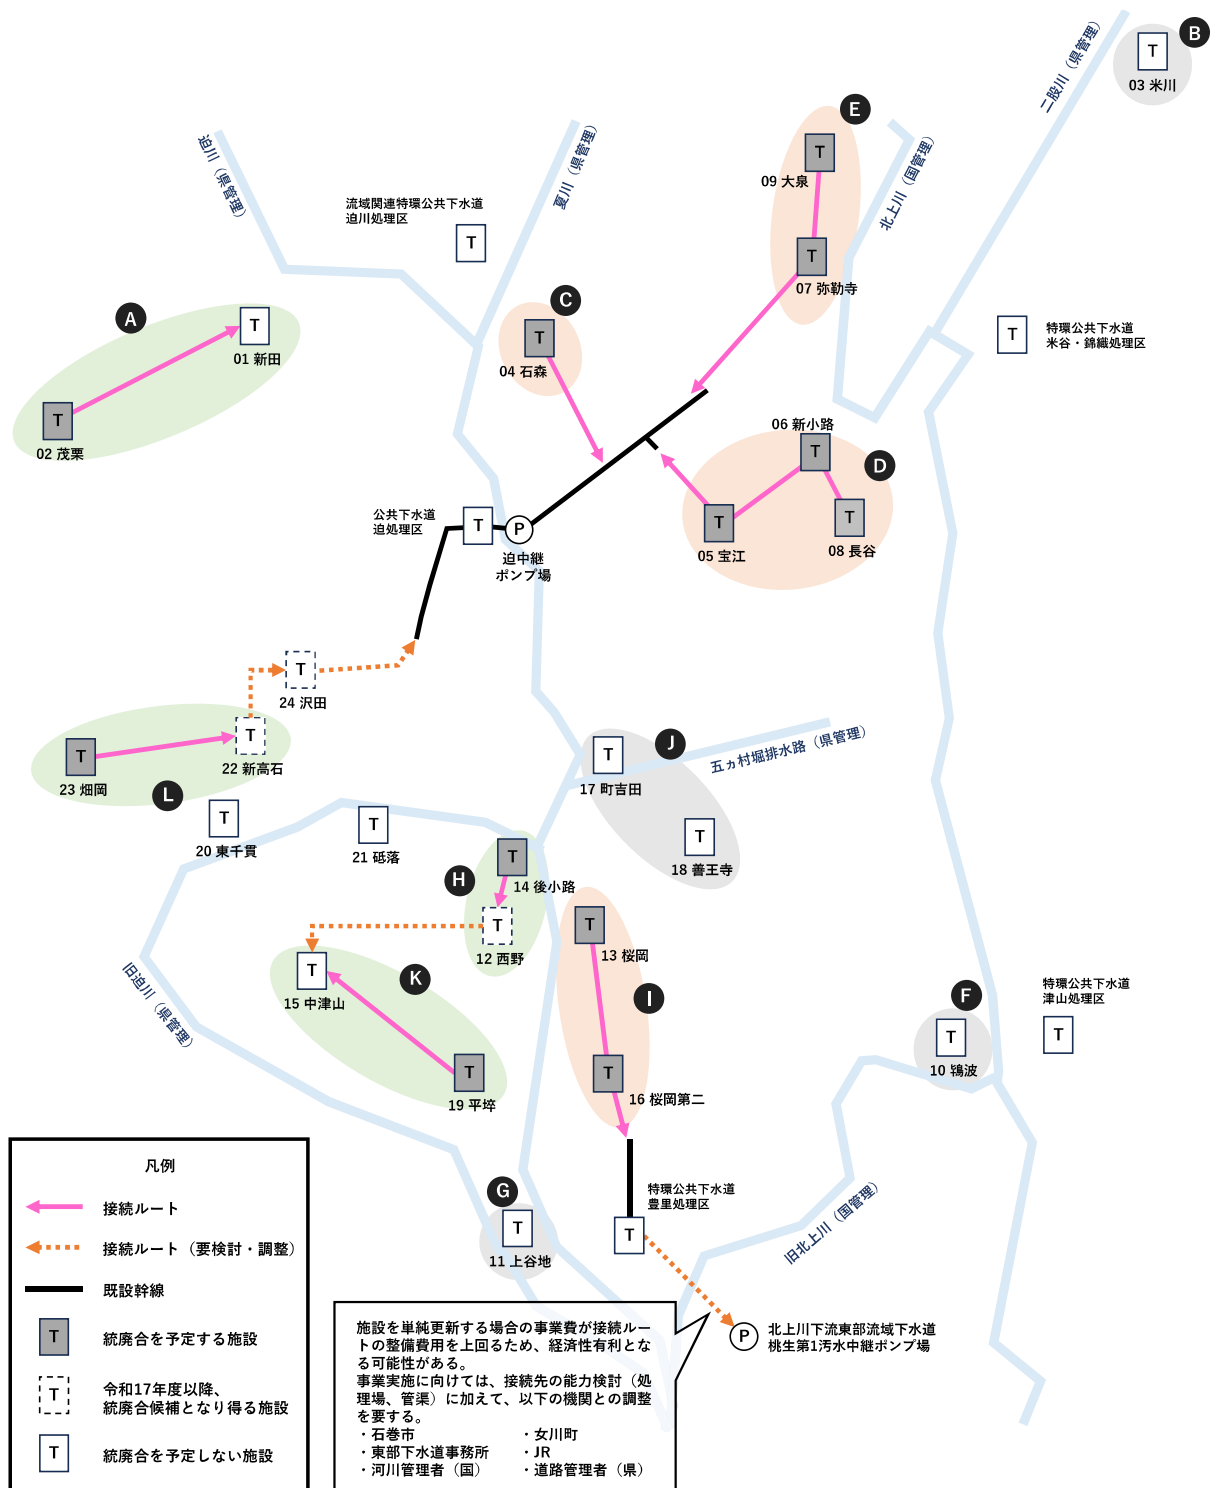 B
T
03 米川
二股川（県管理）
E
T
09 大泉
北上川（国管理）
迫川（県管理）
夏川（県管理）
流域関連特環公共下水道
迫川処理区
T
T
07 弥勒寺
A
T
01 新田
T
02 茂栗
C
T
04 石森
T
特環公共下水道
米谷・錦織処理区
06 新小路
T
D
T
05 宝江
T
08 長谷
公共下水道
迫処理区
T
P
迫中継
ポンプ場
T
24 沢田
T
22 新高石
T
23 畑岡
L
T
20 東千貫
T
21 砥落
J
T
17 町吉田
五ヵ村堀排水路（県管理）
T
18 善王寺
H
T
14 後小路
T
12 西野
T
13 桜岡
K
T
15 中津山
I
旧迫川（県管理）
T
19 平埣
T
16 桜岡第二
F
T
10 鴇波
特環公共下水道
津山処理区
T
G
T
11 上谷地
特環公共下水道
豊里処理区
T
旧北上川（国管理）
P
北上川下流東部流域下水道
桃生第1汚水中継ポンプ場
凡例
接続ルート
接続ルート（要検討・調整）
既設幹線
T
統廃合を予定する施設
T
令和17年度以降、
統廃合候補となり得る施設
T
統廃合を予定しない施設
施設を単純更新する場合の事業費が接続ルー
トの整備費用を上回るため、経済性有利とな
る可能性がある。
事業実施に向けては、接続先の能力検討（処
理場、管渠）に加えて、以下の機関との調整
を要する。
・石巻市
・女川町
・東部下水道事務所
・JR
・河川管理者（国）
・道路管理者（県）